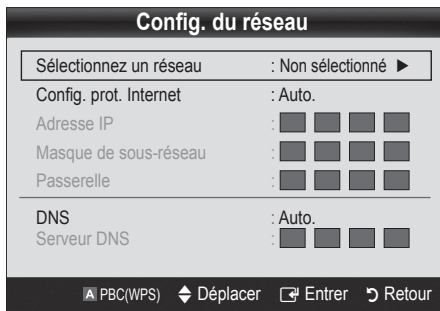 Config. du réseau
Sélectionnez un réseau : Non sélectionné ▶
Config. prot. Internet : Auto.
Adresse IP :
Masque de sous-réseau :
Passerelle :
DNS : Auto.
Serveur DNS :
A PBC(WPS) Déplacer Entrer Retour